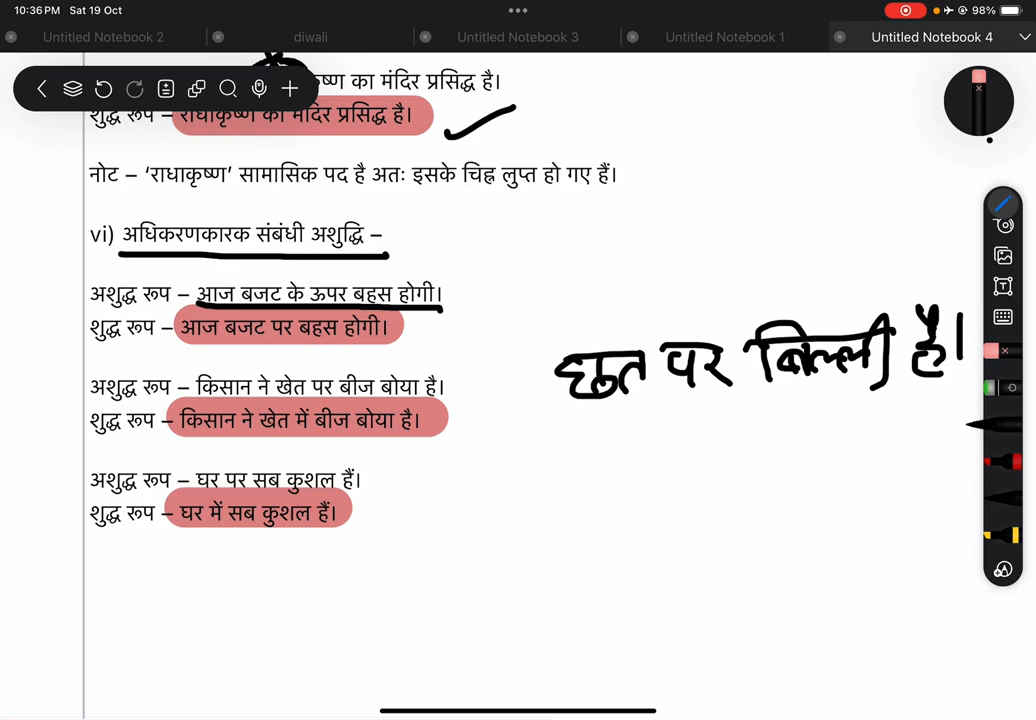 10:36 PM Sat 19 Oct
98%
Untitled Notebook 2
diwali
Untitled Notebook 3
Untitled Notebook 1
Untitled Notebook 4
का मंदिर प्रसिद्ध है।
शुद्ध रूप – राधाकृष्ण का मंदिर प्रसिद्ध है।
नोट – ‘राधाकृष्ण’ सामासिक पद है अतः इसके चिह्न लुप्त हो गए हैं।
vi) अधिकरणकारक संबंधी अशुद्धि –
अशुद्ध रूप – आज बजट के ऊपर बहस होगी।
शुद्ध रूप – आज बजट पर बहस होगी।
छत पर बिल्ली है।
अशुद्ध रूप – किसान ने खेत पर बीज बोया है।
शुद्ध रूप – किसान ने खेत में बीज बोया है।
अशुद्ध रूप – घर पर सब कुशल हैं।
शुद्ध रूप – घर में सब कुशल हैं।